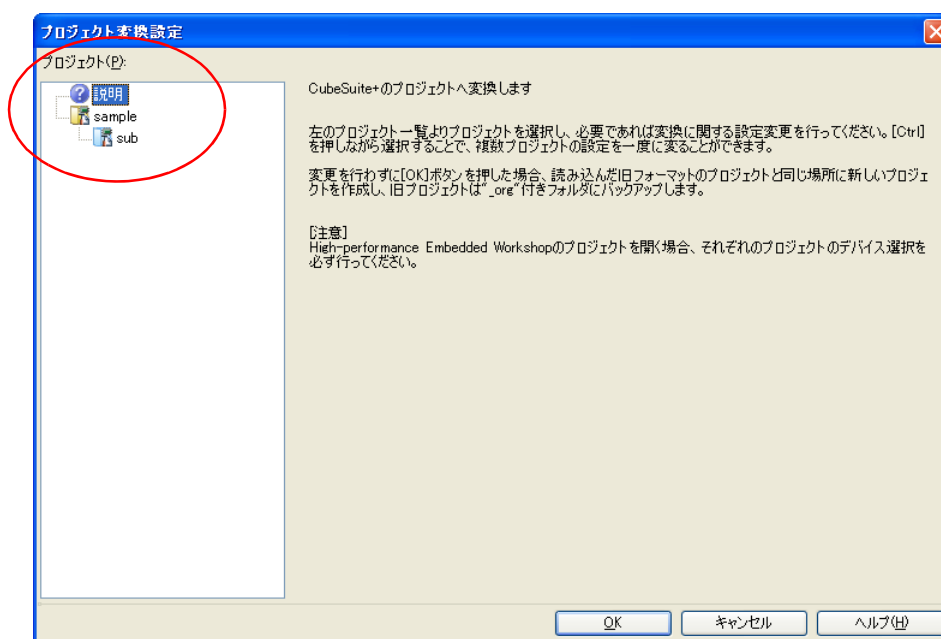 プロジェクト変換設定
プロジェクト(P):
説明
sample
sub
CubeSuite+のプロジェクトへ変換します
左のプロジェクト一覧よりプロジェクトを選択し、必要であれば変換に関する設定変更を行ってください。[Ctrl]
を押しながら選択することで、複数プロジェクトの設定を一度に変ることができます。
変更を行わずに[OK]ボタンを押した場合、読み込んだ旧フォーマットのプロジェクトと同じ場所に新しいプロジェ
クトを作成し、旧プロジェクトは"_org"付きフォルダにバックアップします。
[注意]
High-performance Embedded Workshopのプロジェクトを開く場合、それぞれのプロジェクトのデバイス選択を
必ず行ってください。
OK
キャンセル
ヘルプ(H)